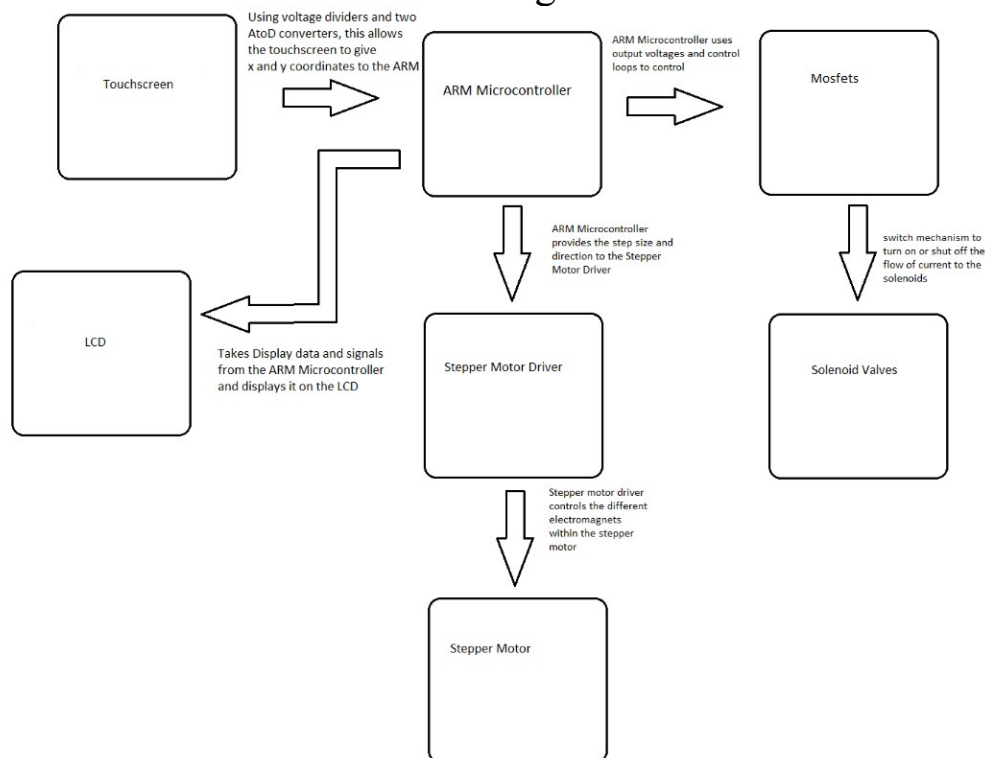 Using voltage dividers and two
AtoD converters, this allows
the touchscreen to give
x and y coordinates to the ARM
ARM Microcontroller uses
output voltages and control
loops to control
Touchscreen
ARM Microcontroller
Mosfets
ARM Microcontroller
provides the step size and
direction to the Stepper
Motor Driver
switch mechanism to
turn on or shut off the
flow of current to the
solenoids
LCD
Takes Display data and signals
from the ARM Microcontroller
and displays it on the LCD
Stepper Motor Driver
Solenoid Valves
Stepper motor driver
controls the different
electromagnets
within the stepper
motor
Stepper Motor